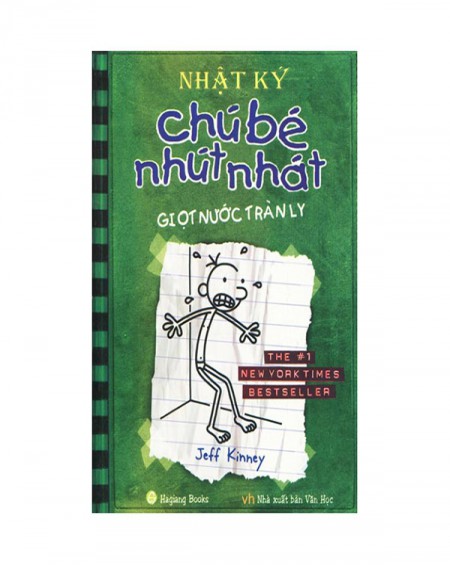 NHẬT KÝ
chú bé
nhút nhát
GIỌT NƯỚC TRÀN LY
THE #1
NEW YORK TIMES
BESTSELLER
Jeff Kinney
Hagiang Books
vh Nhà xuất bản Văn Học